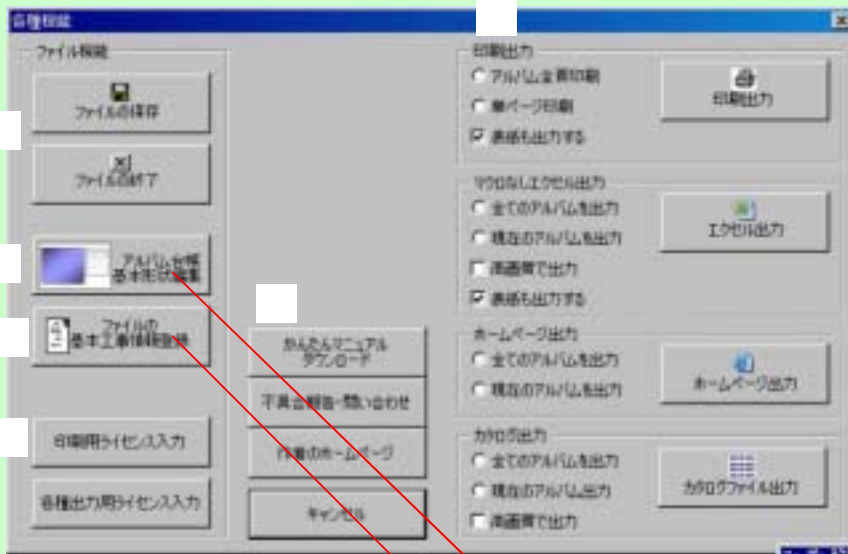 各種機能
ファイル機能
ファイルの保存
ファイルの終了
アルバム台帳
基本形状編集
ファイルの
基本工事情報登録
印刷用ライセンス入力
各種出力用ライセンス入力
かんたんマニュアル
ダウンロード
不具合報告・問い合わせ
作者のホームページ
キャンセル
印刷出力
アルバム全頁印刷
単ページ印刷
表紙も出力する
印刷出力
マクロなしエクセル出力
全てのアルバムを出力
現在のアルバムを出力
高画質で出力
表紙も出力する
エクセル出力
ホームページ出力
全てのアルバムを出力
現在のアルバムを出力
ホームページ出力
カタログ出力
全てのアルバムを出力
現在のアルバム出力
高画質で出力
カタログファイル出力